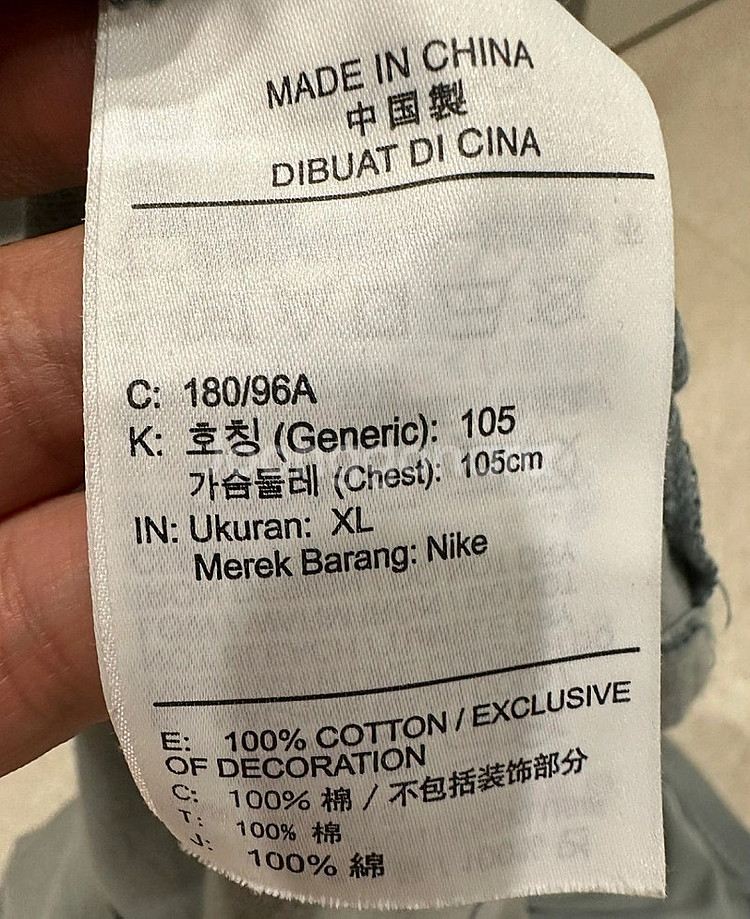 MADE IN CHINA
中国製
DIBUAT DI CINA
C: 180/96A
K: 호칭 (Generic): 105
가슴둘레 (Chest): 105cm
IN: Ukuran: XL
Merek Barang: Nike
E: 100% COTTON / EXCLUSIVE
OF DECORATION
C: 100% 棉 / 不包括装饰部分
T: 100% 棉
J: 100% 綿